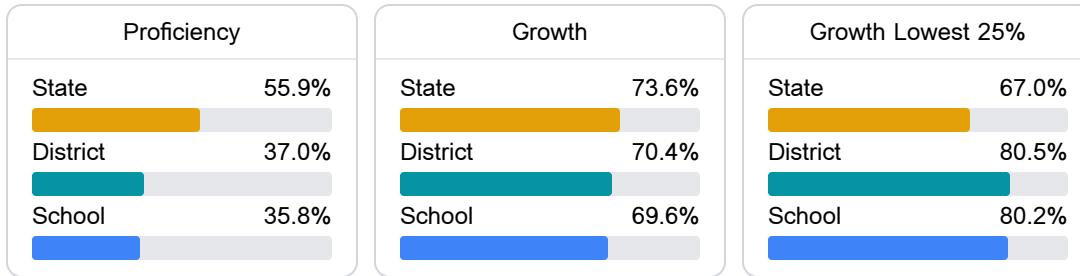 Proficiency
State 55.9%
District 37.0%
School 35.8%
Growth
State 73.6%
District 70.4%
School 69.6%
Growth Lowest 25%
State 67.0%
District 80.5%
School 80.2%